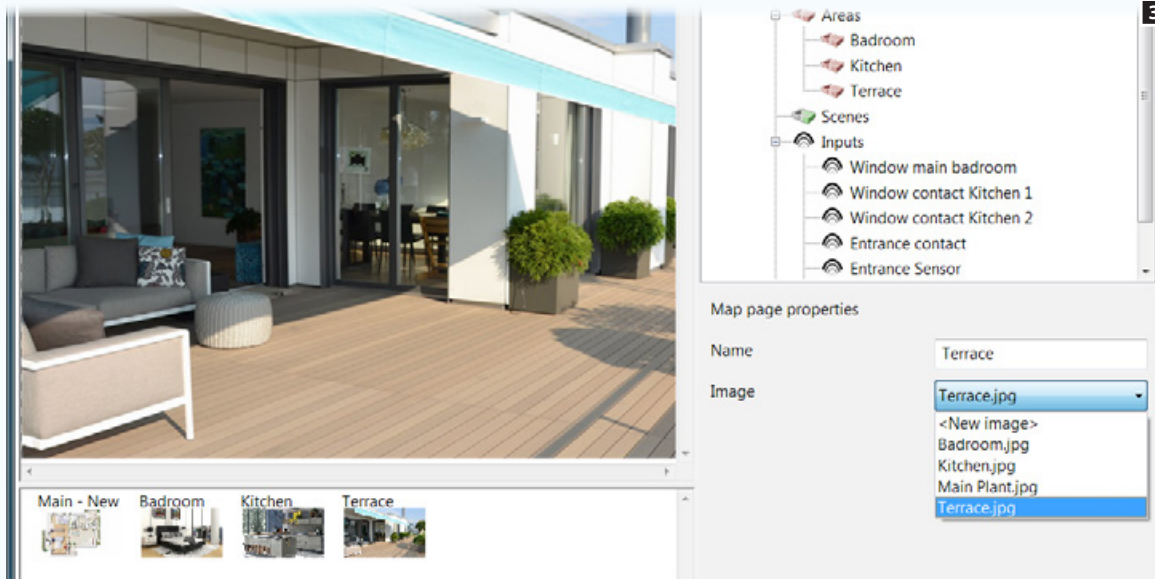 Areas
Badroom
Kitchen
Terrace
Scenes
Inputs
Window main badroom
Window contact Kitchen 1
Window contact Kitchen 2
Entrance contact
Entrance Sensor
Map page properties
Name Terrace
Image Terrace.jpg
<New image>
Badroom.jpg
Kitchen.jpg
Main Plant.jpg
Terrace.jpg
Main - New Badroom Kitchen Terrace